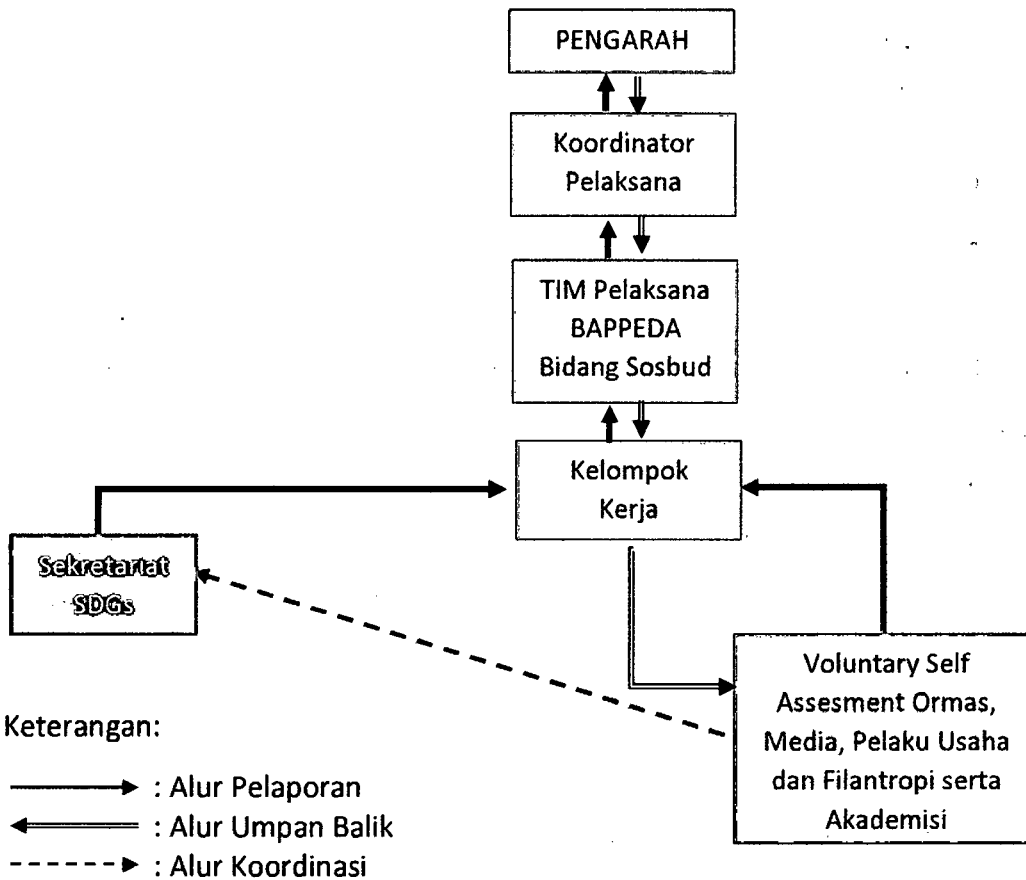 PENGARAH
Koordinator
Pelaksana
TIM Pelaksana
BAPPEDA
Bidang Sosbud
Kelompok
Kerja
Sekretariat
SDGs
Voluntary Self
Assesment Ormas,
Media, Pelaku Usaha
dan Filantropi serta
Akademisi
Keterangan:
: Alur Pelaporan
: Alur Umpan Balik
: Alur Koordinasi